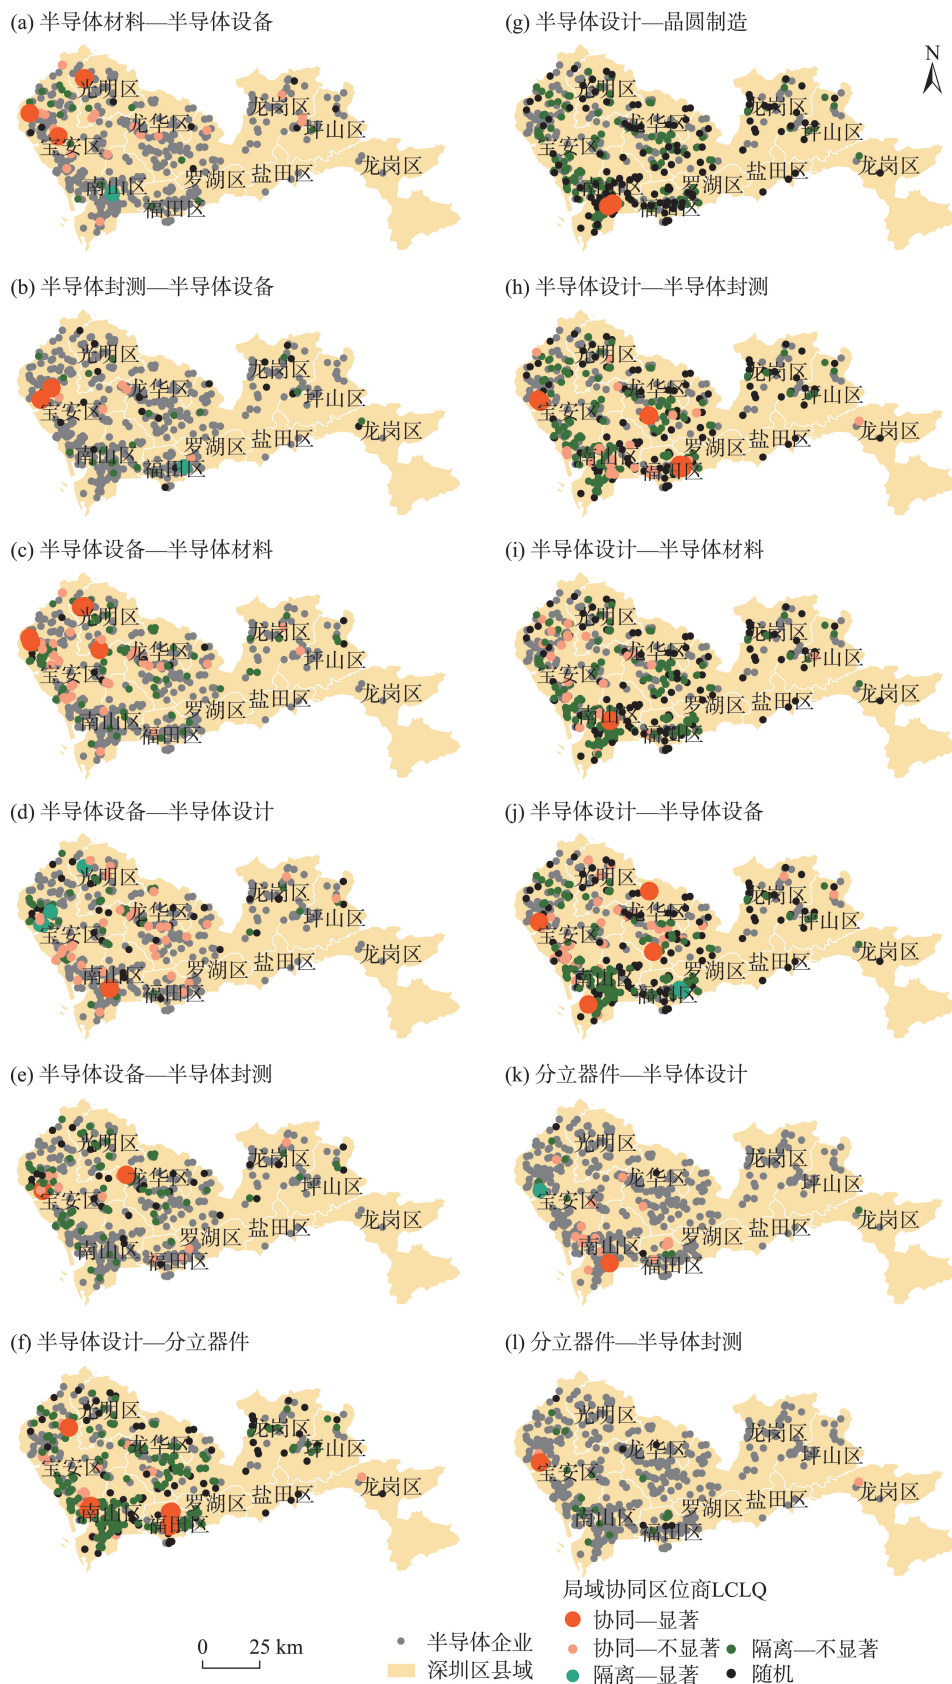 (a) 半导体材料—半导体设备
光明区
龙华区
宝安区
南山区
福田区
罗湖区
盐田区
龙岗区
坪山区
龙岗区
(b) 半导体封测—半导体设备
光明区
龙华区
宝安区
南山区
福田区
罗湖区
盐田区
龙岗区
坪山区
龙岗区
(c) 半导体设备—半导体材料
光明区
龙华区
宝安区
南山区
福田区
罗湖区
盐田区
龙岗区
坪山区
龙岗区
(d) 半导体设备—半导体设计
光明区
龙华区
宝安区
南山区
福田区
罗湖区
盐田区
龙岗区
坪山区
龙岗区
(e) 半导体设备—半导体封测
光明区
龙华区
宝安区
南山区
福田区
罗湖区
盐田区
龙岗区
坪山区
龙岗区
(f) 半导体设计—分立器件
光明区
龙华区
宝安区
南山区
福田区
罗湖区
盐田区
龙岗区
坪山区
龙岗区
(g) 半导体设计—晶圆制造
N
光明区
龙华区
宝安区
南山区
福田区
罗湖区
盐田区
龙岗区
坪山区
龙岗区
(h) 半导体设计—半导体封测
光明区
龙华区
宝安区
南山区
福田区
罗湖区
盐田区
龙岗区
坪山区
龙岗区
(i) 半导体设计—半导体材料
光明区
龙华区
宝安区
南山区
福田区
罗湖区
盐田区
龙岗区
坪山区
龙岗区
(j) 半导体设计—半导体设备
光明区
龙华区
宝安区
南山区
福田区
罗湖区
盐田区
龙岗区
坪山区
龙岗区
(k) 分立器件—半导体设计
光明区
龙华区
宝安区
南山区
福田区
罗湖区
盐田区
龙岗区
坪山区
龙岗区
(l) 分立器件—半导体封测
光明区
龙华区
宝安区
南山区
福田区
罗湖区
盐田区
龙岗区
坪山区
龙岗区
0 25 km
半导体企业
深圳区县域
局域协同区位商LCLQ
协同—显著
协同—不显著
隔离—显著
隔离—不显著
随机